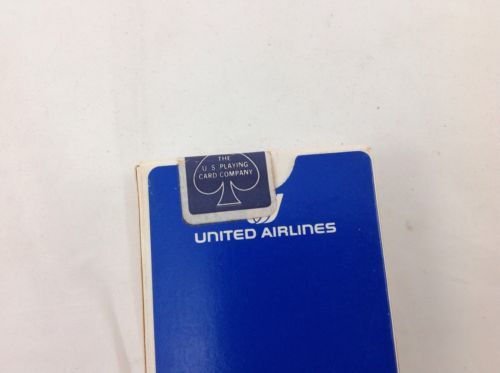 THE
U.S. PLAYING
CARD COMPANY
UNITED AIRLINES